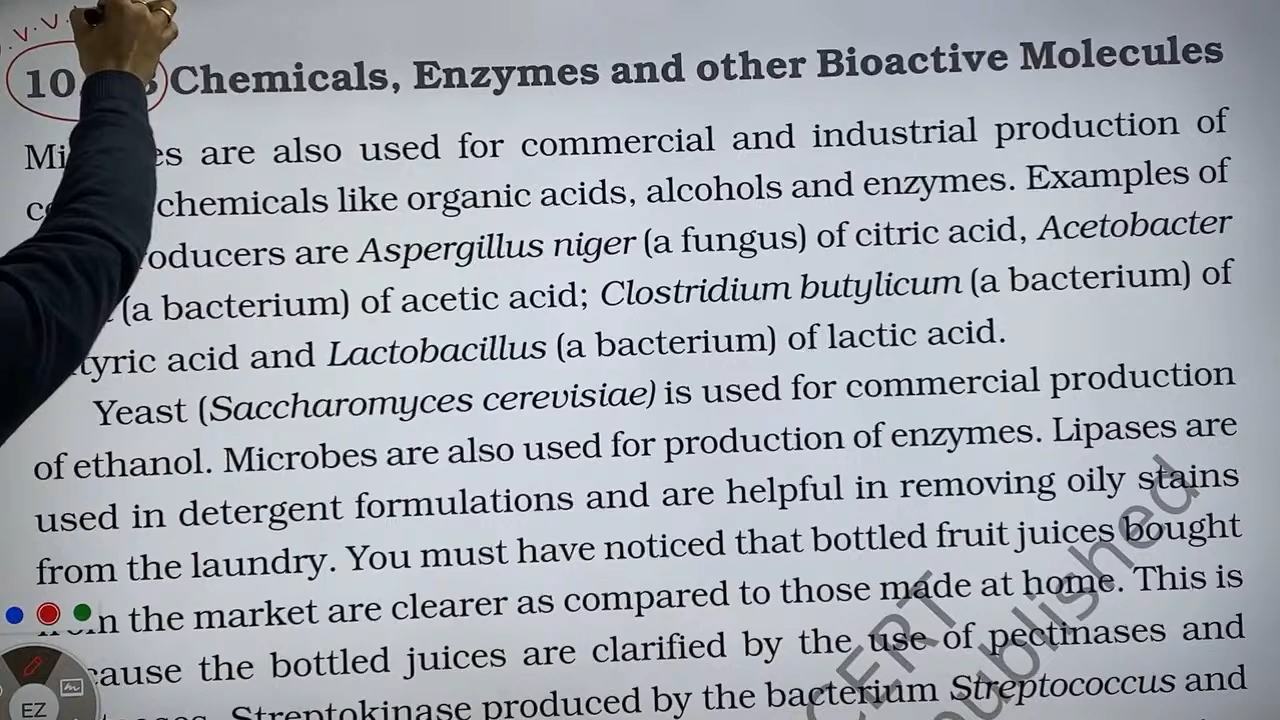 V.V.
10 Chemicals, Enzymes and other Bioactive Molecules
are also used for commercial and industrial production of
chemicals like organic acids, alcohols and enzymes. Examples of
are Aspergillus niger (a fungus) of citric acid, Acetobacter
(a bacterium) of acetic acid; Clostridium butylicum (a bacterium) of
acid and Lactobacillus (a bacterium) of lactic acid.
Yeast (Saccharomyces cerevisiae) is used for commercial production
of ethanol. Microbes are also used for production of enzymes. Lipases are
used in detergent formulations and are helpful in removing oily stains
from the laundry. You must have noticed that bottled fruit juices bought
the market are clearer as compared to those made at home. This is
the bottled juices are clarified by the use of pectinases and
Streptokinase produced by the bacterium Streptococcus and
EZ